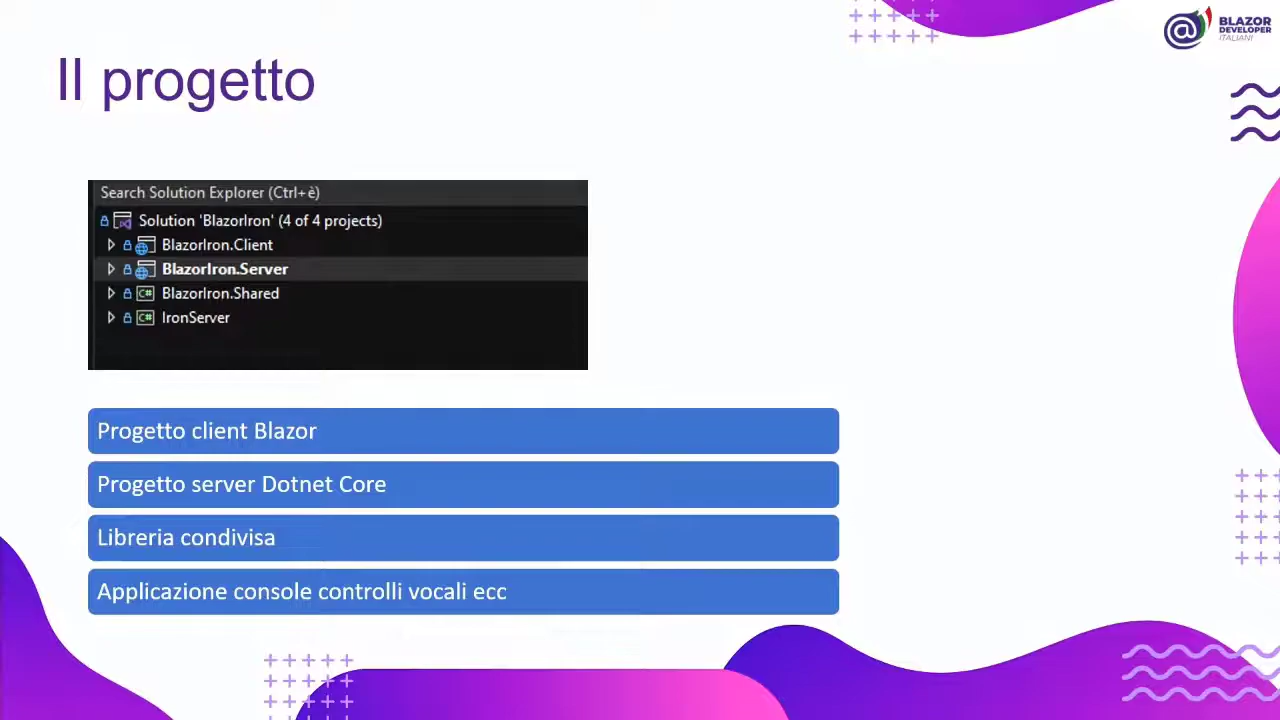 BLAZOR
DEVELOPER
ITALIANI
Il progetto
Search Solution Explorer (Ctrl+è)
Solution 'BlazorIron' (4 of 4 projects)
BlazorIron.Client
BlazorIron.Server
C# BlazorIron.Shared
C# IronServer
Progetto client Blazor
Progetto server Dotnet Core
Libreria condivisa
Applicazione console controlli vocali ecc